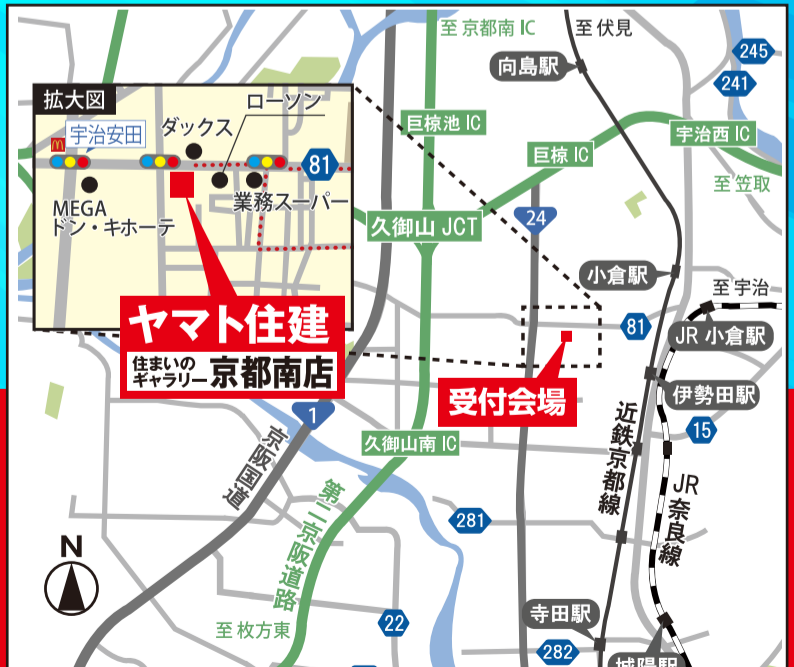 至 京都南 IC
至 伏見
245
向島駅
241
拡大図
ローソン
宇治安田
ダックス
巨椋池 IC
宇治西 IC
巨椋 IC
81
至 笠取
MEGA
ドン・キホーテ
業務スーパー
久御山 JCT
24
小倉駅
至 宇治
ヤマト住建
住まいの
ギャラリー
京都南店
81
JR 小倉駅
受付会場
伊勢田駅
1
15
久御山南 IC
京阪国道
近鉄京都線
JR
奈良線
第二京阪道路
281
N
寺田駅
22
至 枚方東
282
城陽駅